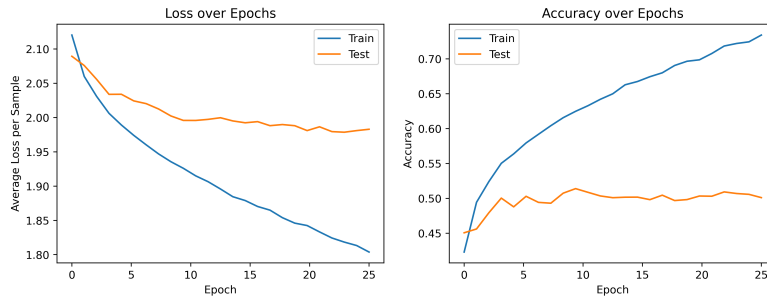 Loss over Epochs
Average Loss per Sample
2.10
2.05
2.00
1.95
1.90
1.85
1.80
0 5 10 15 20 25
Epoch
Train
Test
Accuracy over Epochs
Accuracy
0.70
0.65
0.60
0.55
0.50
0.45
0 5 10 15 20 25
Epoch
Train
Test